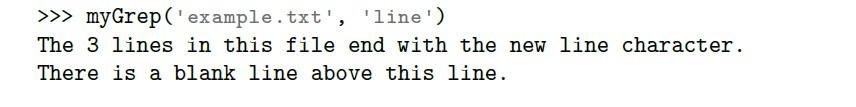 >>> myGrep('example.txt', 'line')
The 3 lines in this file end with the new line character.
There is a blank line above this line.